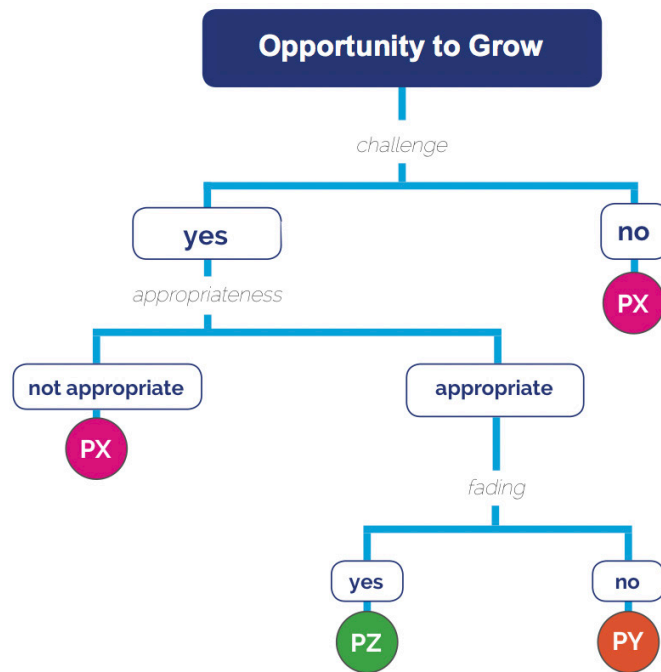 Opportunity to Grow
challenge
yes
no
appropriateness
PX
not appropriate
appropriate
PX
fading
yes
no
PZ
PY